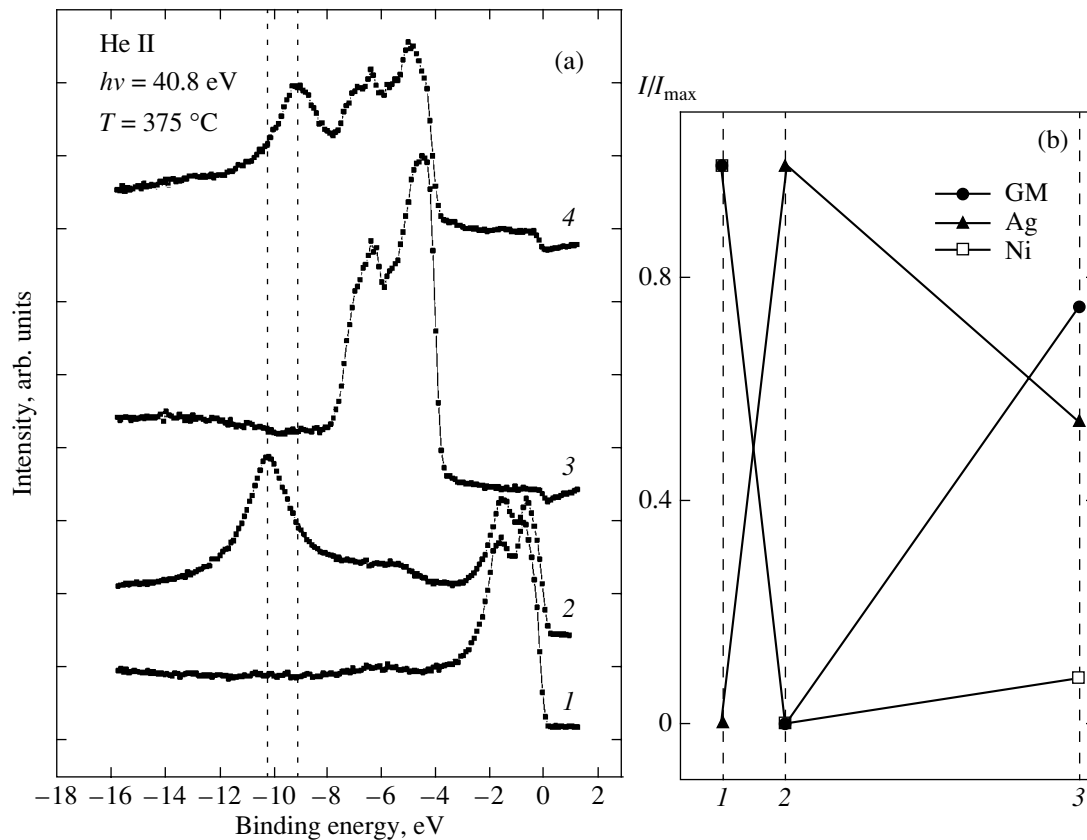 He II
hν = 40.8 eV
T = 375 °C
(a)
4
3
2
1
Intensity, arb. units
−18 −16 −14 −12 −10 −8 −6 −4 −2 0 2
Binding energy, eV
I/Imax
(b)
GM
Ag
Ni
0.8
0.4
0
1 2 3